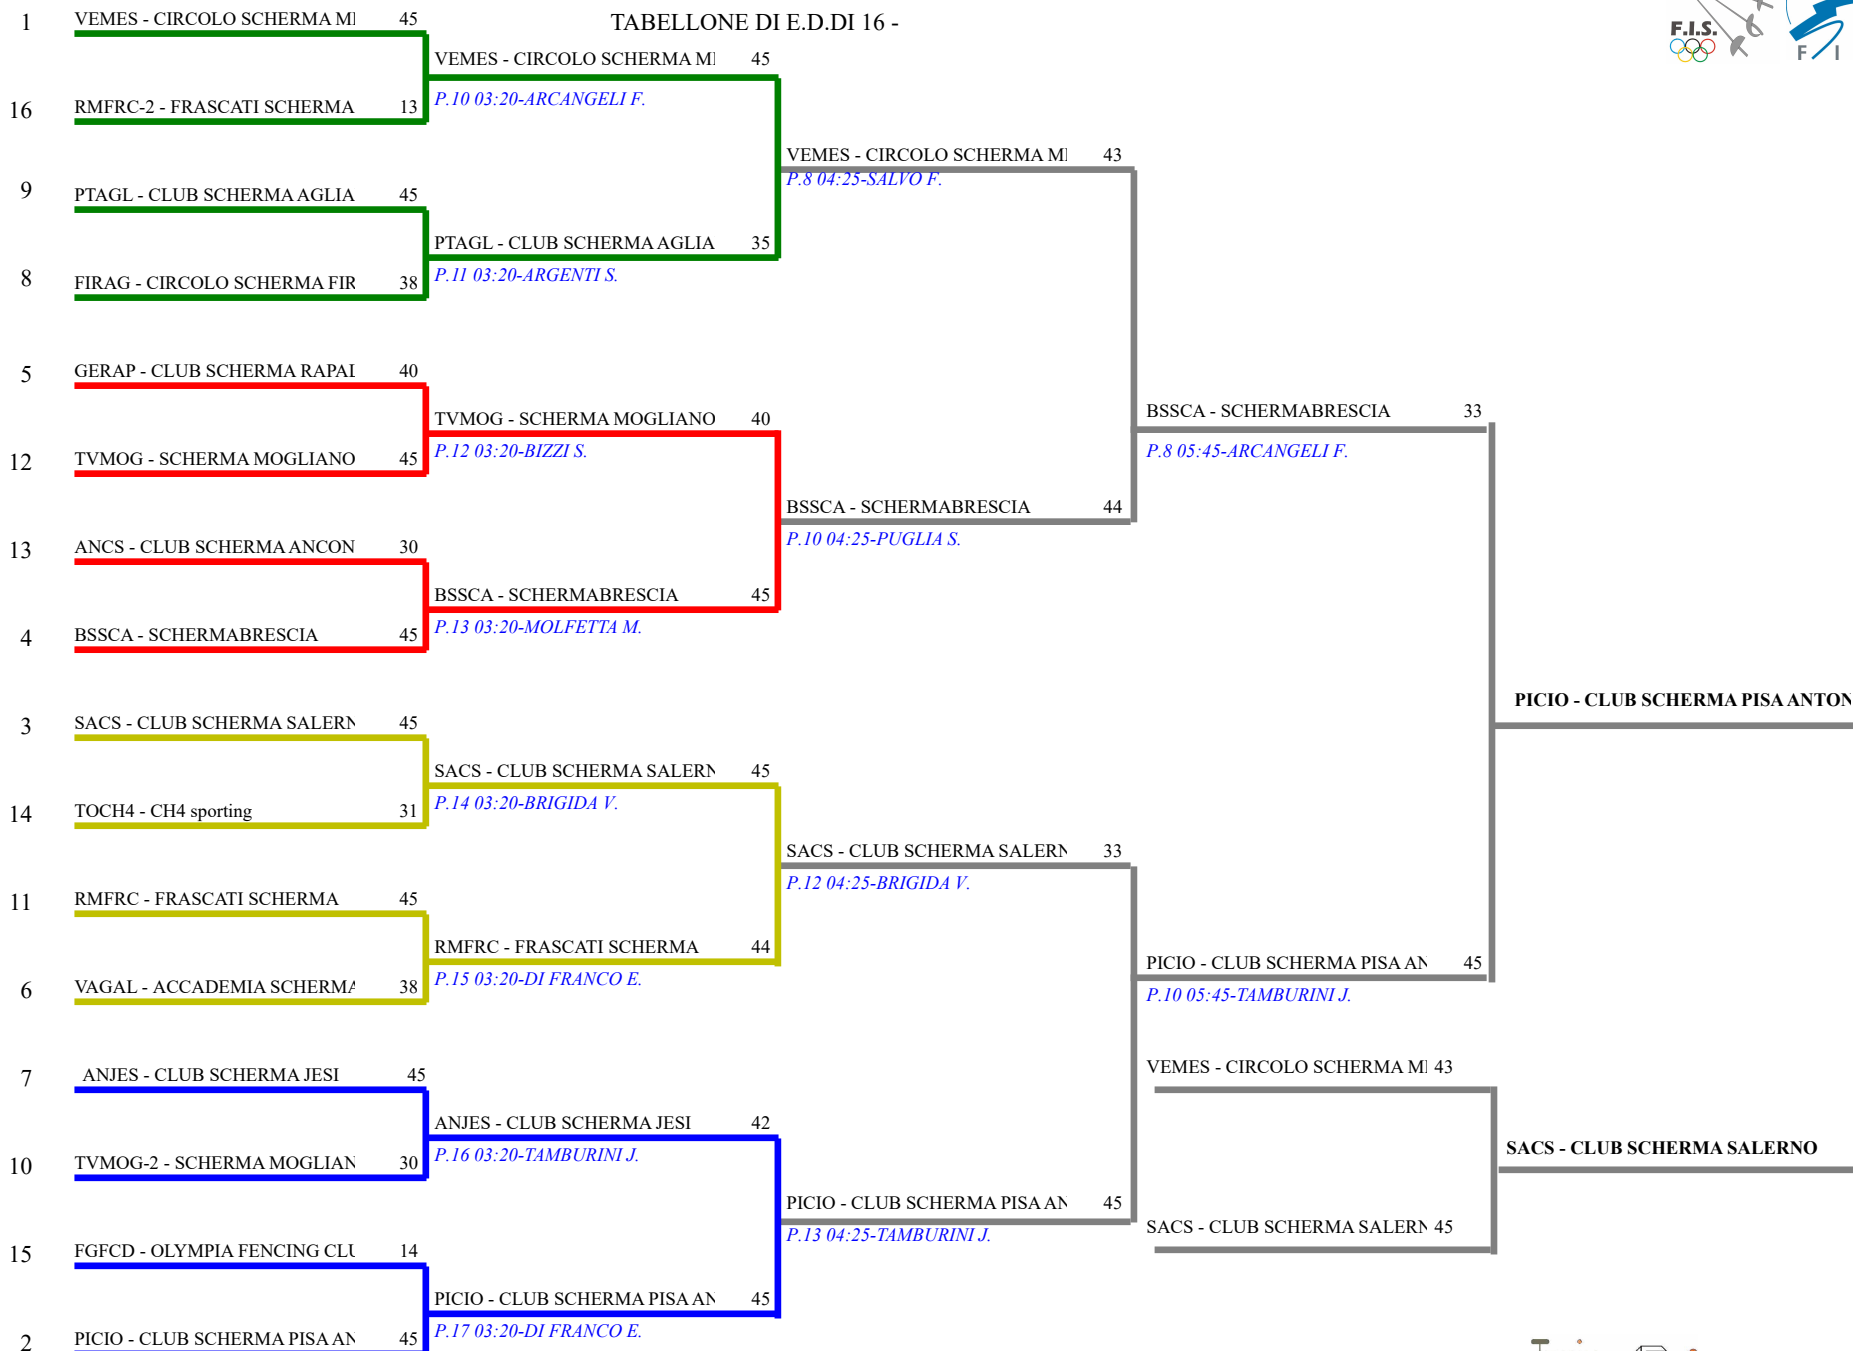 TABELLONE DI E.D.DI 16 -
F.I.S.
F I
1 VEMES - CIRCOLO SCHERMA MI 45
VEMES - CIRCOLO SCHERMA MI 45
P.10 03:20-ARCANGELI F.
16 RMFRC-2 - FRASCATI SCHERMA 13
VEMES - CIRCOLO SCHERMA MI 43
P.8 04:25-SALVO F.
9 PTAGL - CLUB SCHERMA AGLIA 45
PTAGL - CLUB SCHERMA AGLIA 35
P.11 03:20-ARGENTI S.
8 FIRAG - CIRCOLO SCHERMA FIR 38
5 GERAP - CLUB SCHERMA RAPAL 40
TVMOG - SCHERMA MOGLIANO 40
P.12 03:20-BIZZI S.
BSSCA - SCHERMABRESCIA 33
P.8 05:45-ARCANGELI F.
12 TVMOG - SCHERMA MOGLIANO 45
BSSCA - SCHERMABRESCIA 44
P.10 04:25-PUGLIA S.
13 ANCS - CLUB SCHERMA ANCON 30
BSSCA - SCHERMABRESCIA 45
P.13 03:20-MOLFETTA M.
4 BSSCA - SCHERMABRESCIA 45
PICIO - CLUB SCHERMA PISA ANTON
3 SACS - CLUB SCHERMA SALERN 45
SACS - CLUB SCHERMA SALERN 45
P.14 03:20-BRIGIDA V.
14 TOCH4 - CH4 sporting 31
SACS - CLUB SCHERMA SALERN 33
P.12 04:25-BRIGIDA V.
11 RMFRC - FRASCATI SCHERMA 45
RMFRC - FRASCATI SCHERMA 44
P.15 03:20-DI FRANCO E.
PICIO - CLUB SCHERMA PISA AN 45
P.10 05:45-TAMBURINI J.
6 VAGAL - ACCADEMIA SCHERMA 38
7 ANJES - CLUB SCHERMA JESI 45
VEMES - CIRCOLO SCHERMA MI 43
ANJES - CLUB SCHERMA JESI 42
P.16 03:20-TAMBURINI J.
SACS - CLUB SCHERMA SALERNO
10 TVMOG-2 - SCHERMA MOGLIAN 30
PICIO - CLUB SCHERMA PISA AN 45
P.13 04:25-TAMBURINI J.
SACS - CLUB SCHERMA SALERN 45
15 FGFCD - OLYMPIA FENCING CLU 14
PICIO - CLUB SCHERMA PISA AN 45
P.17 03:20-DI FRANCO E.
2 PICIO - CLUB SCHERMA PISA AN 45